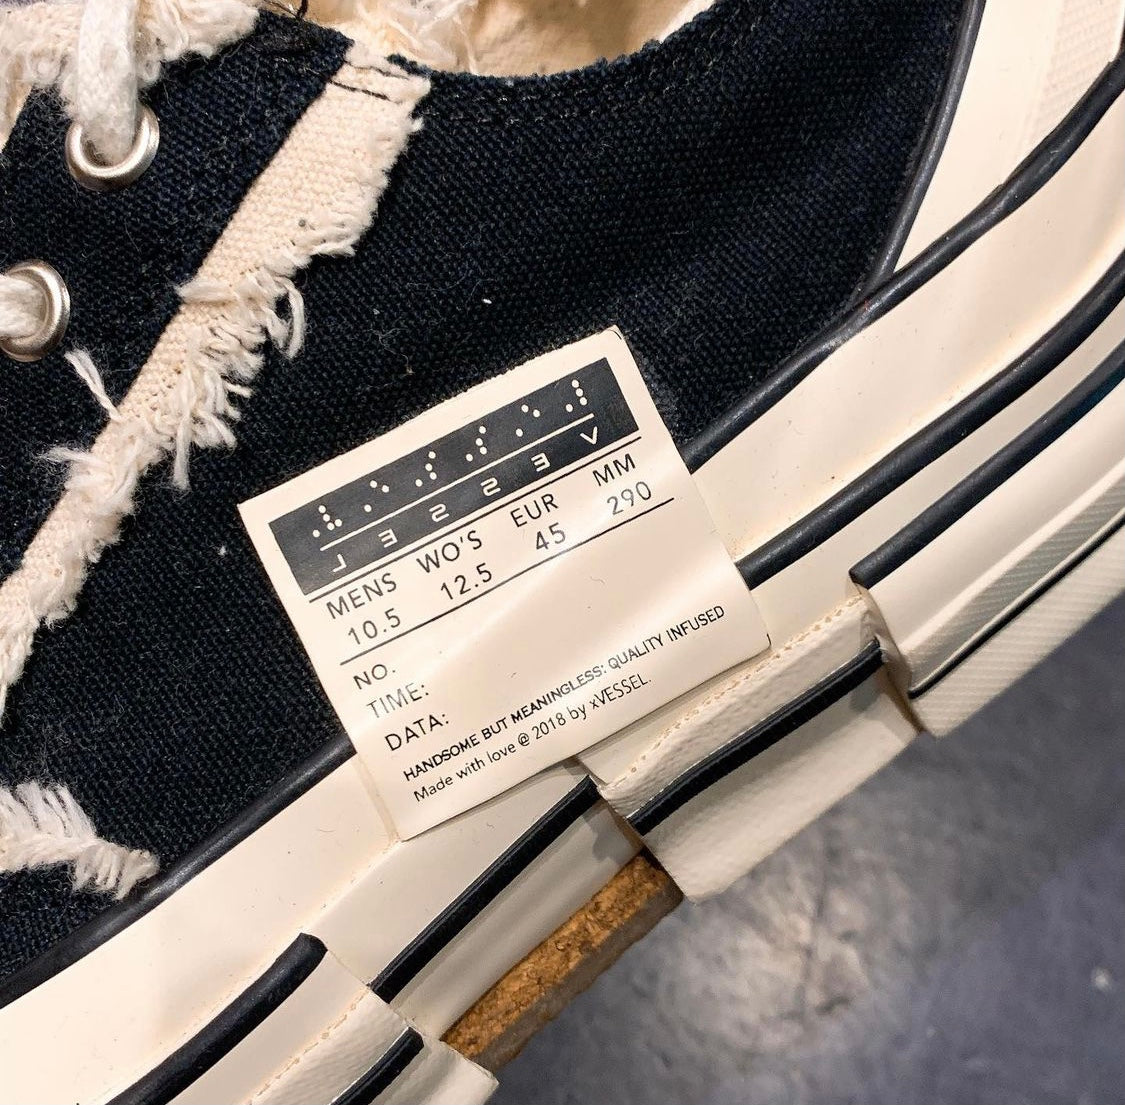 VESSEL
MENS WO'S EUR MM
10.5 12.5 45 290
NO.
TIME:
DATA:
HANDSOME BUT MEANINGLESS: QUALITY INFUSED
Made with love @ 2018 by xVESSEL.